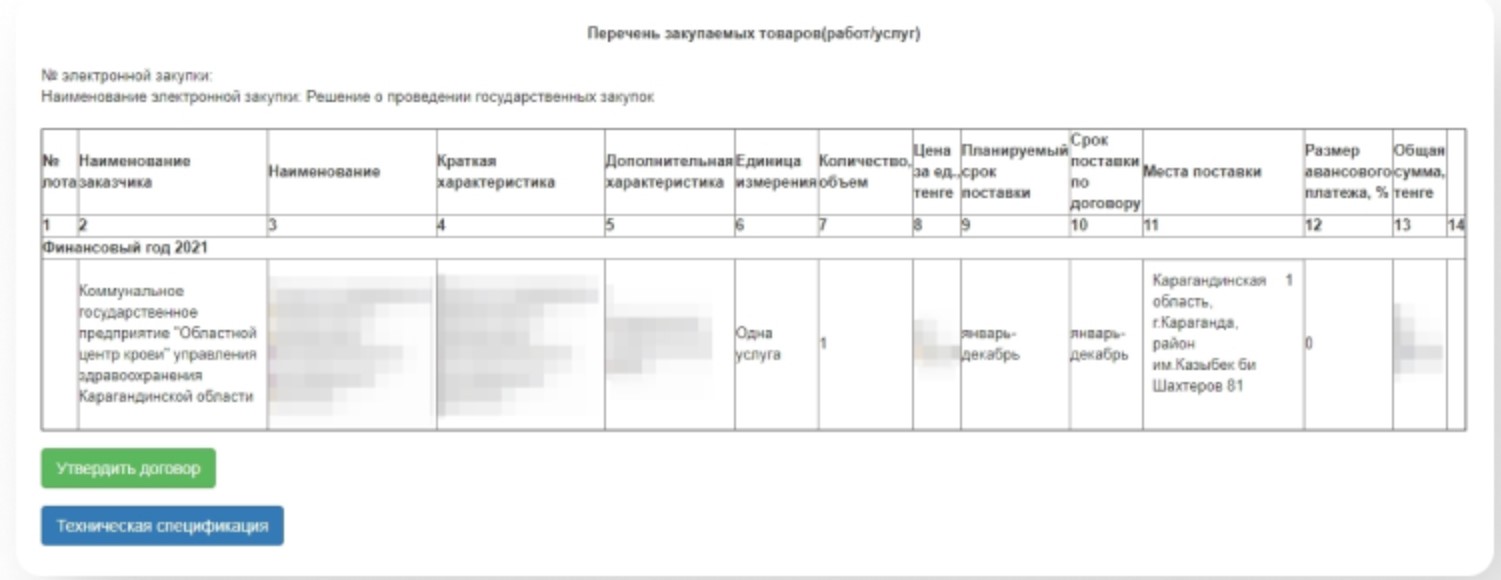 Перечень закупаемых товаров(работ/услуг)
№ электронной закупки:
Наименование электронной закупки: Решение о проведении государственных закупок
№ лота
Наименование заказчика
Наименование
Краткая характеристика
Дополнительная характеристика
Единица измерения
Количество, объем
Цена за ед., тенге
Планируемый срок поставки
Срок поставки по договору
Места поставки
Размер авансового платежа, %
Общая сумма, тенге
1 2 3 4 5 6 7 8 9 10 11 12 13 14
Финансовый год 2021
Коммунальное
государственное
предприятие "Областной
центр крови" управления
здравоохранения
Карагандинской области
Одна
услуга
1
январь-
декабрь
январь-
декабрь
Карагандинская 1
область,
г.Караганда,
район
им.Казыбек би
Шахтеров 81
0
Утвердить договор
Техническая спецификация